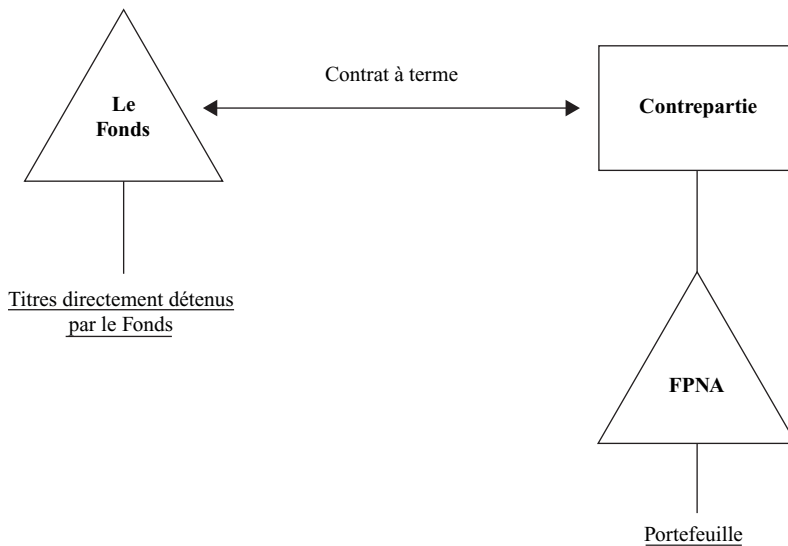 Contrat à terme
Le
Fonds
Contrepartie
Titres directement détenus
par le Fonds
FPNA
Portefeuille